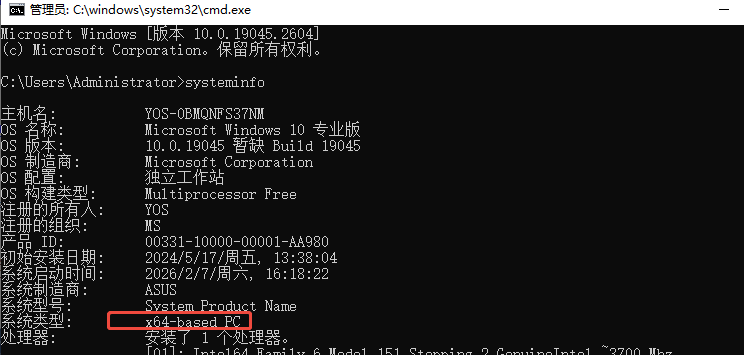 管理员: C:\windows\system32\cmd.exe
Microsoft Windows [版本 10.0.19045.2604]
(c) Microsoft Corporation。保留所有权利。
C:\Users\Administrator>systeminfo
主机名: YOS-0BMQNFS37NM
OS 名称: Microsoft Windows 10 专业版
OS 版本: 10.0.19045 暂缺 Build 19045
OS 制造商: Microsoft Corporation
OS 配置: 独立工作站
OS 构建类型: Multiprocessor Free
注册的所有人: YOS
注册的组织: MS
产品 ID: 00331-10000-00001-AA980
初始安装日期: 2024/5/17/周五, 13:38:04
系统启动时间: 2026/2/7/周六, 16:18:22
系统制造商: ASUS
系统型号: System Product Name
系统类型: x64-based PC
处理器: 安装了 1 个处理器。
[01]: Intel64 Family 6 Model 151 Stepping 2 GenuineIntel ~3700 Mhz